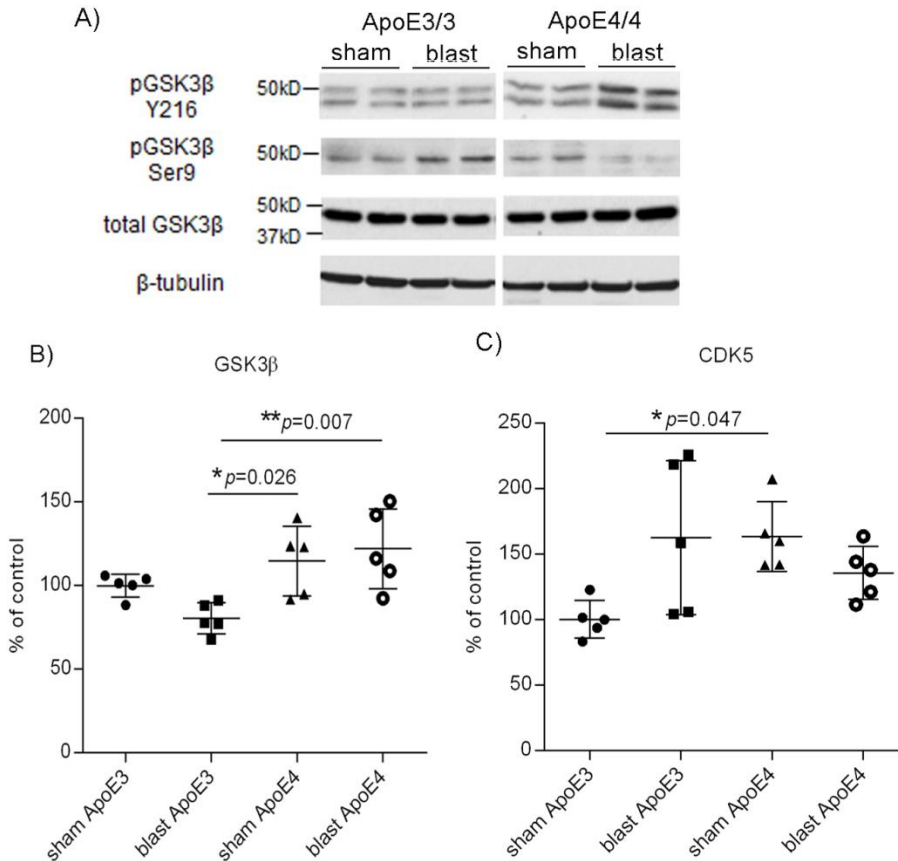 A)
ApoE3/3 ApoE4/4
sham blast sham blast
pGSK3β
Y216
50kD
pGSK3β
Ser9
50kD
total GSK3β
50kD
37kD
β-tubulin
B)
GSK3β
% of control
200
150
100
50
0
**p=0.007
*p=0.026
sham ApoE3
blast ApoE3
sham ApoE4
blast ApoE4
C)
CDK5
% of control
250
200
150
100
50
0
*p=0.047
sham ApoE3
blast ApoE3
sham ApoE4
blast ApoE4